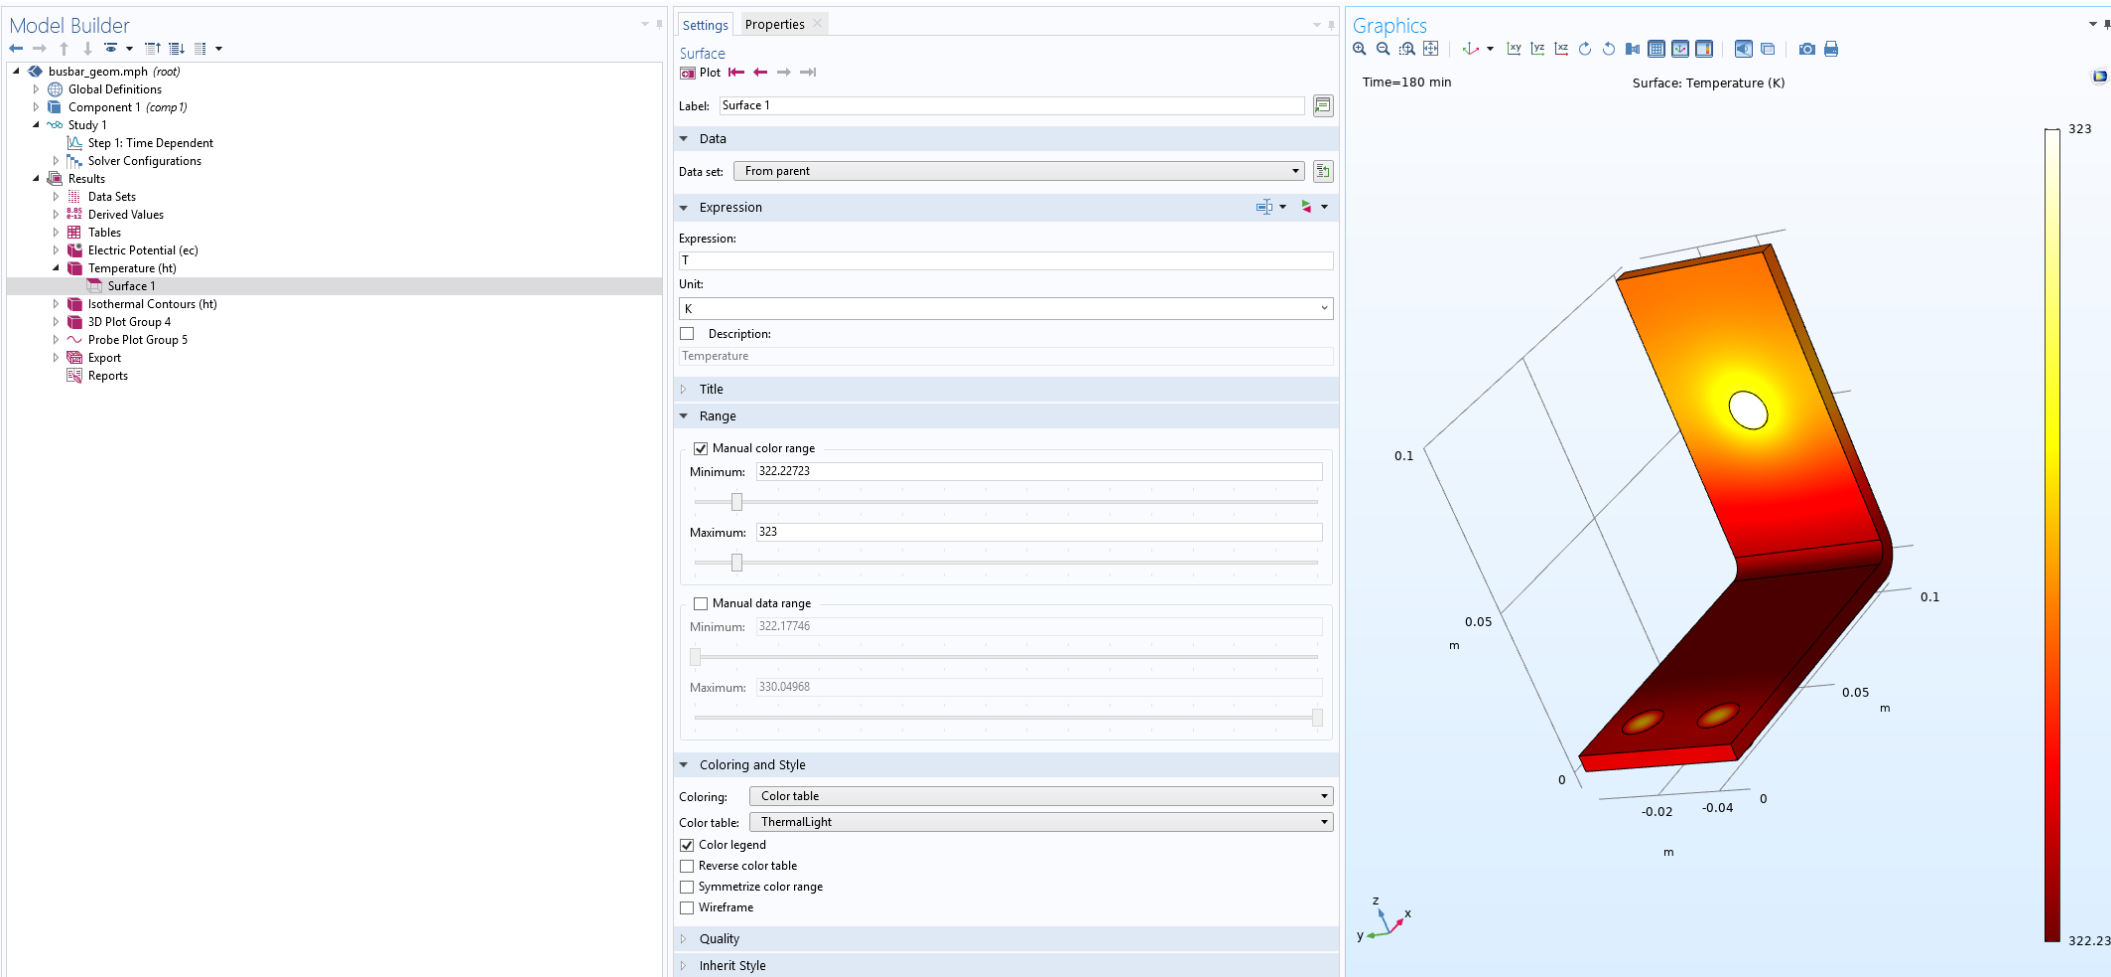 Model Builder
busbar_geom.mph (root)
Global Definitions
Component 1 (comp1)
Study 1
Step 1: Time Dependent
Solver Configurations
Results
Data Sets
8.85
e-12
Derived Values
Tables
Electric Potential (ec)
Temperature (ht)
Surface 1
Isothermal Contours (ht)
3D Plot Group 4
Probe Plot Group 5
Export
Reports
Settings
Properties
Surface
Plot
Label: Surface 1
Data
Data set: From parent
Expression
Expression:
T
Unit:
K
Description:
Temperature
Title
Range
Manual color range
Minimum: 322.22723
Maximum: 323
Manual data range
Minimum: 322.17746
Maximum: 330.04968
Coloring and Style
Coloring: Color table
Color table: ThermalLight
Color legend
Reverse color table
Symmetrize color range
Wireframe
Quality
Inherit Style
Graphics
xy yz xz
Time=180 min
Surface: Temperature (K)
323
0.1
0.1
0.05
m
0.05
m
0
0
-0.02
-0.04
m
z
x
y
322.23